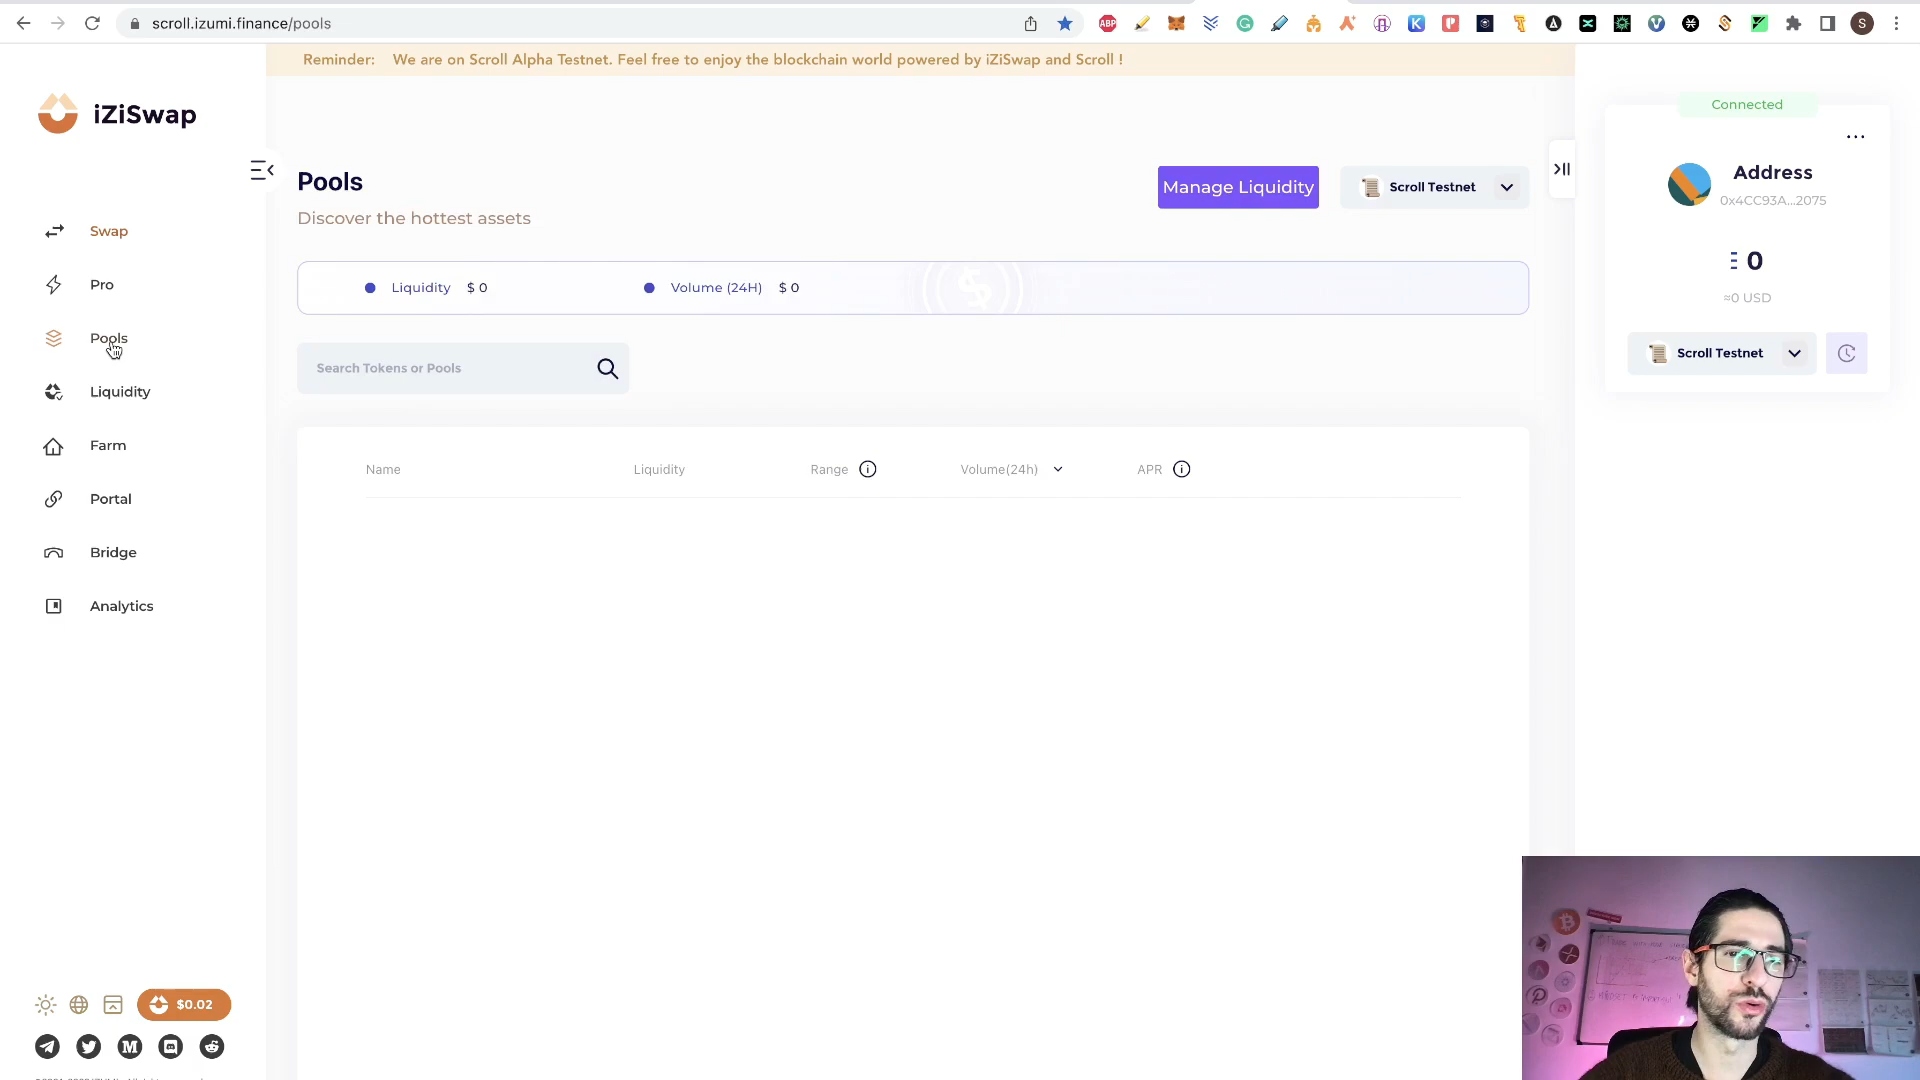 scroll.izumi.finance/pools
ABP
S
Reminder: We are on Scroll Alpha Testnet. Feel free to enjoy the blockchain world powered by iZiSwap and Scroll !
iZiSwap
Swap
Pro
Pools
Liquidity
Farm
Portal
Bridge
Analytics
$0.02
Pools
Discover the hottest assets
Manage Liquidity
Scroll Testnet
Liquidity $ 0
Volume (24H) $ 0
Search Tokens or Pools
Name Liquidity Range Volume(24h) APR
Connected
Address
0x4CC93A...2075
0
≈0 USD
Scroll Testnet